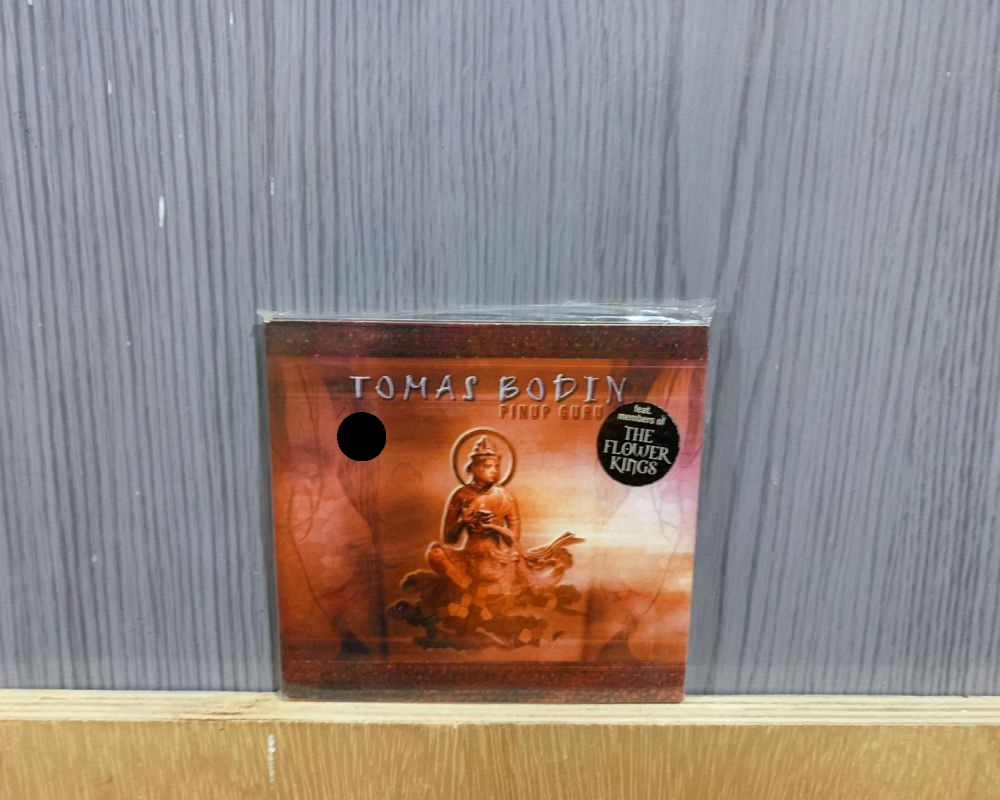 TOMAS BODIN
PINUP GURU
feat.
members of
THE
FLOWER
KINGS